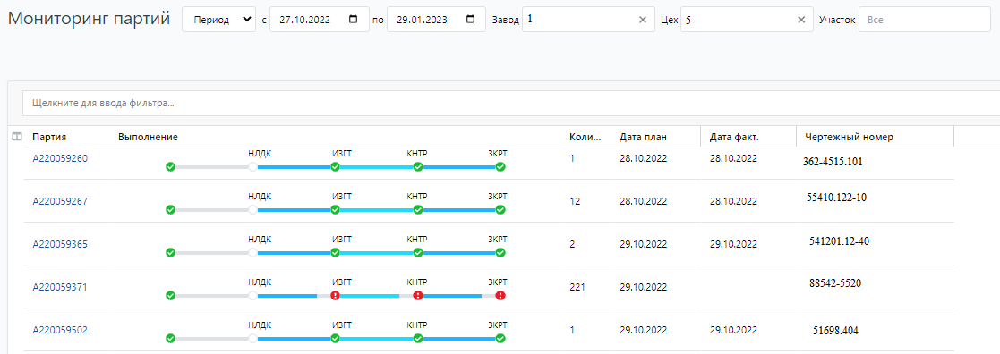 Мониторинг партий Период с 27.10.2022 по 29.01.2023 Завод 1 Цех 5 Участок Все
Щелкните для ввода фильтра...
Партия Выполнение Коли... Дата план Дата факт. Чертежный номер
НЛДК ИЗГТ КНТР ЗКРТ
A220059260 1 28.10.2022 28.10.2022 362-4515.101
НЛДК ИЗГТ КНТР ЗКРТ
A220059267 12 28.10.2022 28.10.2022 55410.122-10
НЛДК ИЗГТ КНТР ЗКРТ
A220059365 2 29.10.2022 29.10.2022 541201.12-40
НЛДК ИЗГТ КНТР ЗКРТ
A220059371 221 29.10.2022 88542-5520
НЛДК ИЗГТ КНТР ЗКРТ
A220059502 1 29.10.2022 29.10.2022 51698.404